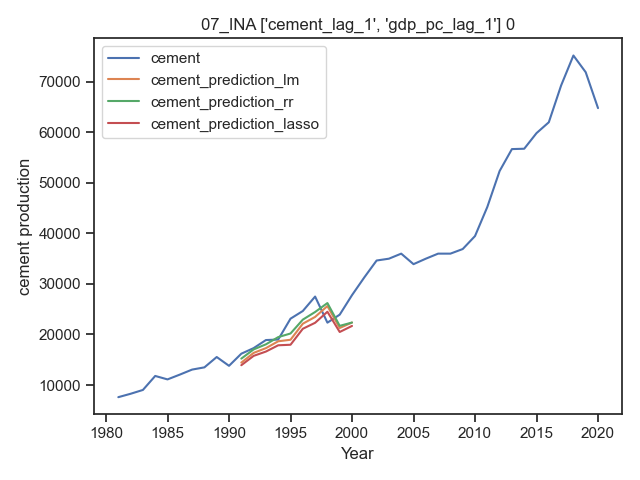 07_INA ['cement_lag_1', 'gdp_pc_lag_1'] 0
cement
cement_prediction_lm
cement_prediction_rr
cement_prediction_lasso
cement production
70000
60000
50000
40000
30000
20000
10000
1980 1985 1990 1995 2000 2005 2010 2015 2020
Year